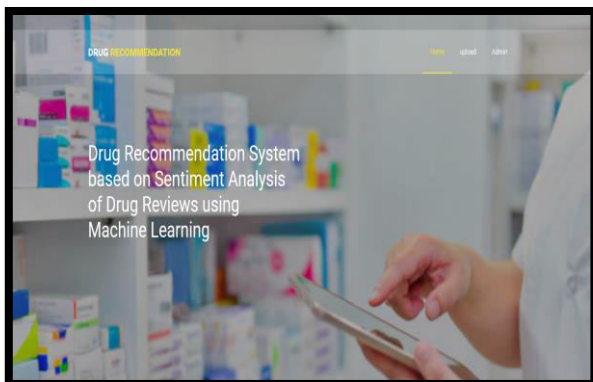 DRUG RECOMMENDATION
Home upload Admin
Drug Recommendation System
based on Sentiment Analysis
of Drug Reviews using
Machine Learning